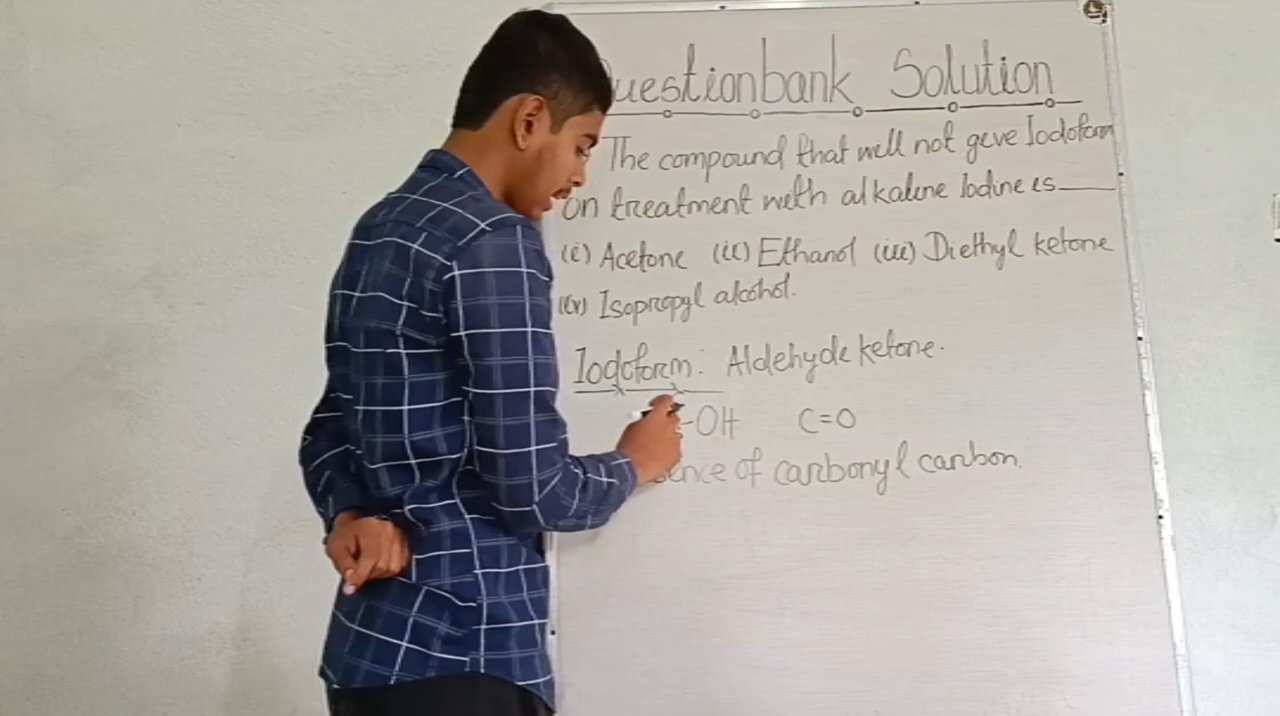 Questionbank Solution
The compound that will not give Iodoform
on treatment with alkaline Iodine is
(i) Acetone (ii) Ethanol (iii) Diethyl ketone
(iv) Isopropyl alcohol.
Iodoform: Aldehyde ketone.
-OH C=O
of carbonyl carbon.